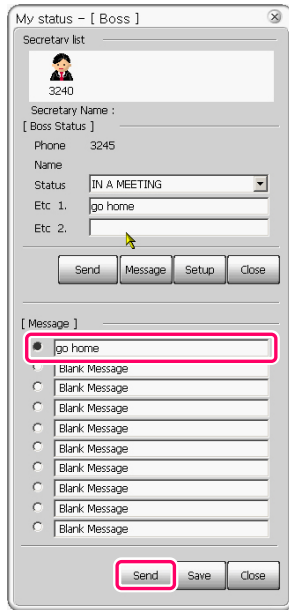 My status - [ Boss ]
Secretary list
3240
Secretary Name :
[ Boss Status ]
Phone 3245
Name
Status IN A MEETING
Etc 1. go home
Etc 2.
Send Message Setup Close
[ Message ]
go home
Blank Message
Blank Message
Blank Message
Blank Message
Blank Message
Blank Message
Blank Message
Blank Message
Blank Message
Send Save Close